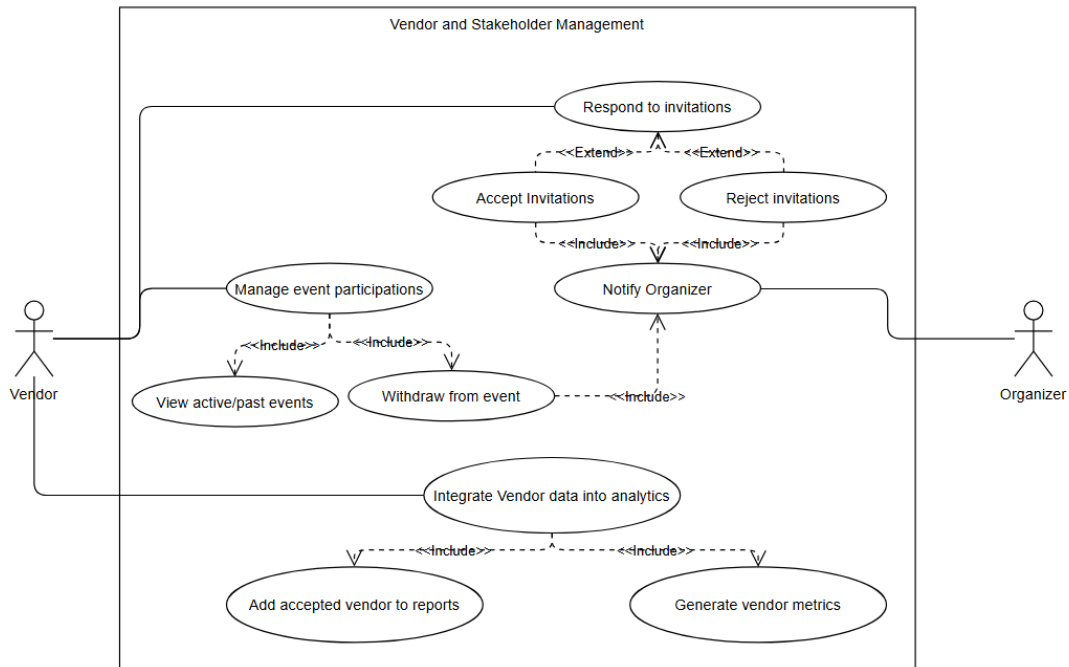 Vendor and Stakeholder Management
Respond to invitations
<<Extend>>
<<Extend>>
Accept Invitations
Reject invitations
<<Include>>
<<Include>>
Manage event participations
Notify Organizer
<<Include>>
<<Include>>
Vendor
Organizer
View active/past events
Withdraw from event
<<Include>>
Integrate Vendor data into analytics
<<Include>>
<<Include>>
Add accepted vendor to reports
Generate vendor metrics